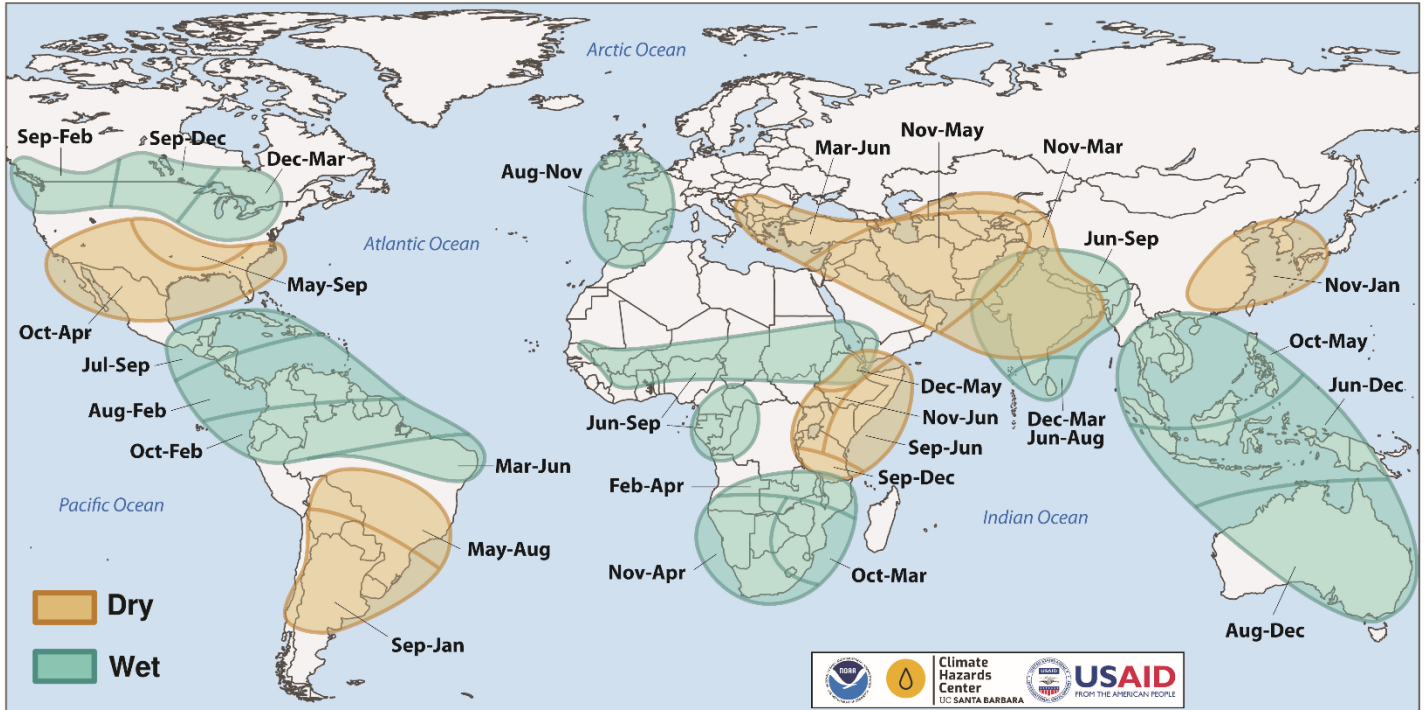 Arctic Ocean
Sep-Feb
Sep-Dec
Dec-Mar
Aug-Nov
Mar-Jun
Nov-May
Nov-Mar
Jun-Sep
Atlantic Ocean
May-Sep
Nov-Jan
Oct-Apr
Jul-Sep
Aug-Feb
Oct-Feb
Mar-Jun
Jun-Sep
Dec-May
Nov-Jun
Sep-Jun
Sep-Dec
Dec-Mar
Jun-Aug
Oct-May
Jun-Dec
Feb-Apr
Pacific Ocean
Indian Ocean
May-Aug
Nov-Apr
Oct-Mar
Sep-Jan
Aug-Dec
Dry
Wet
NOAA
Climate
Hazards
Center
UC SANTA BARBARA
USAID
USAID
FROM THE AMERICAN PEOPLE